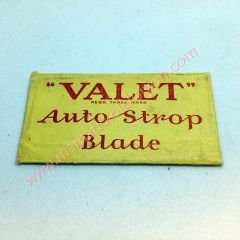 "VALET"
REGD. TRADE MARK
Auto Strop
Blade